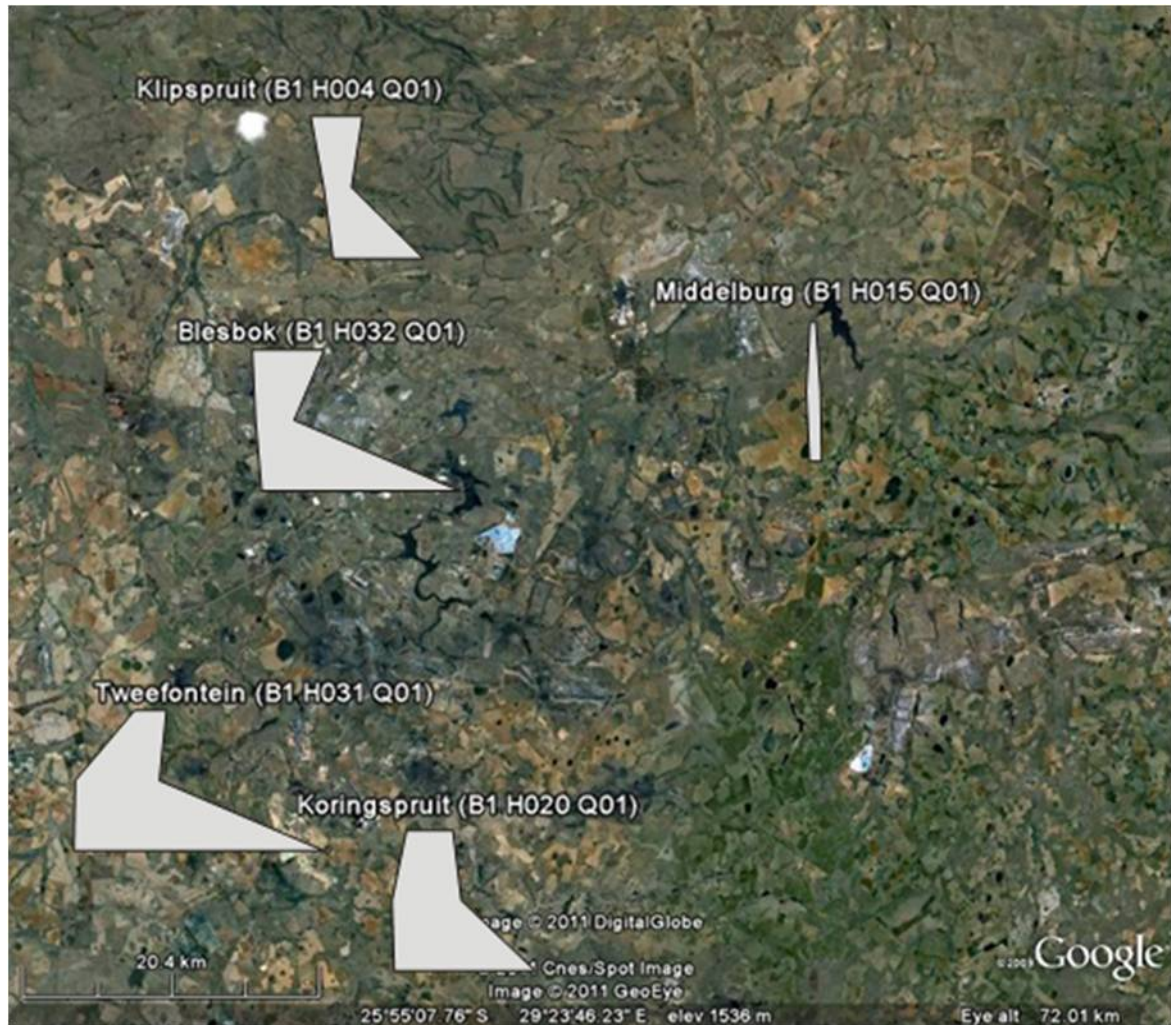 Klipspruit (B1 H004 Q01)
Middelburg (B1 H015 Q01)
Blesbok (B1 H032 Q01)
Tweefontein (B1 H031 Q01)
Koringspruit (B1 H020 Q01)
Image © 2011 DigitalGlobe
20.4 km
Cnes/Spot Image
Image © 2011 GeoEye
©2009 Google
25°55'07.76" S 29°23'46.23" E elev 1536 m Eye alt 72.01 km